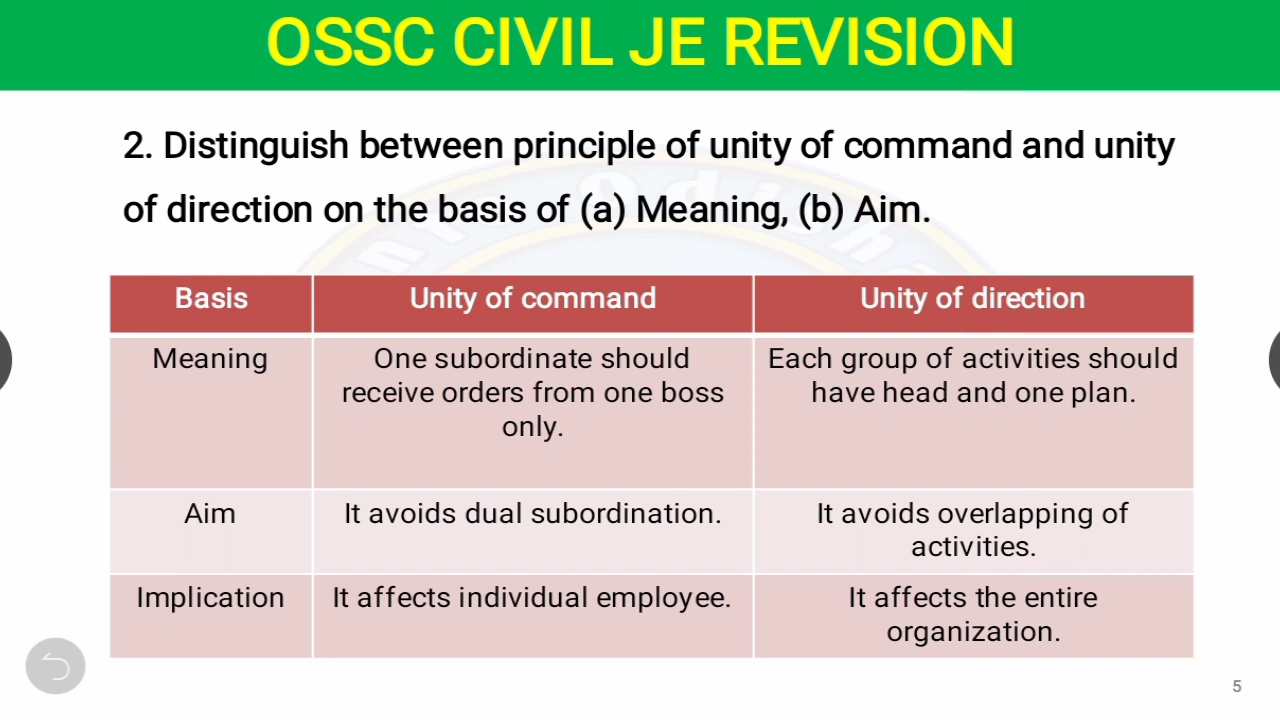 OSSC CIVIL JE REVISION
2. Distinguish between principle of unity of command and unity
of direction on the basis of (a) Meaning, (b) Aim.
Basis
Unity of command
Unity of direction
Meaning
One subordinate should
receive orders from one boss
only.
Each group of activities should
have head and one plan.
Aim
It avoids dual subordination.
It avoids overlapping of
activities.
Implication
It affects individual employee.
It affects the entire
organization.
5